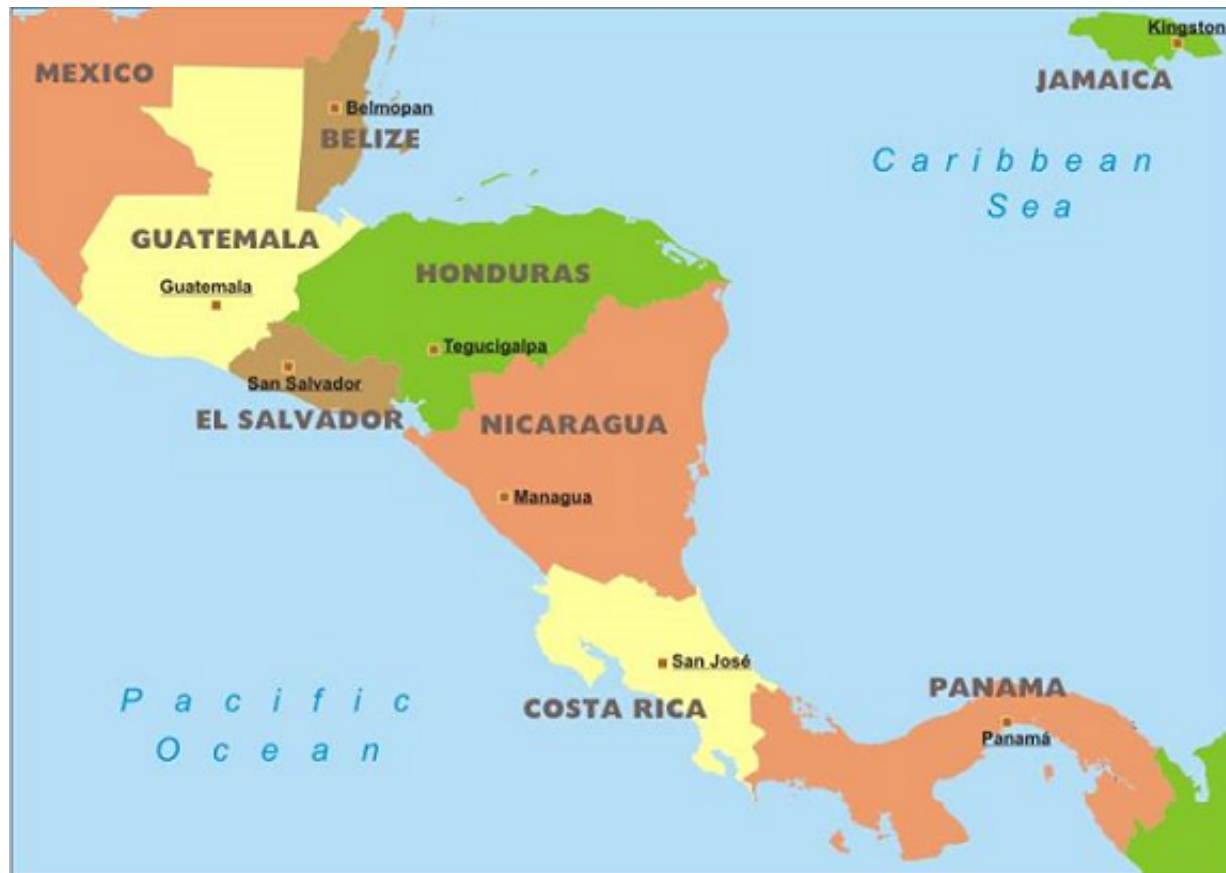 Kingston
MEXICO
JAMAICA
Belmopan
BELIZE
Caribbean
Sea
GUATEMALA
HONDURAS
Guatemala
Tegucigalpa
San Salvador
EL SALVADOR
NICARAGUA
Managua
San José
Pacific
Ocean
COSTA RICA
PANAMA
Panamá